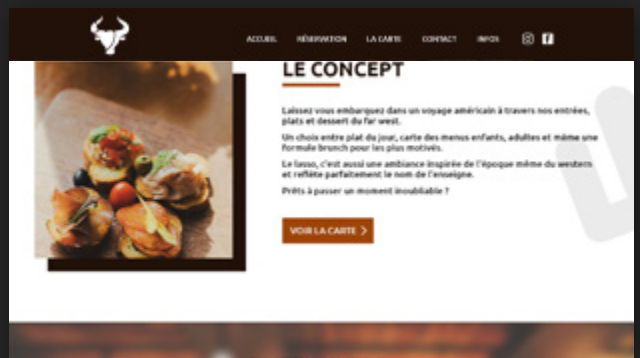 ACCUEIL RÉSERVATION LA CARTE CONTACT INFOS
LE CONCEPT
Laissez vous embarquez dans un voyage américain à travers nos entrées,
plats et dessert du far west.
Un choix entre plat du jour, carte des menus enfants, adultes et même une
formule brunch pour les plus motivés.
Le lasso, c'est aussi une ambiance inspirée de l'époque même du western
et reflète parfaitement le nom de l'enseigne.
Prêts à passer un moment inoubliable ?
VOIR LA CARTE